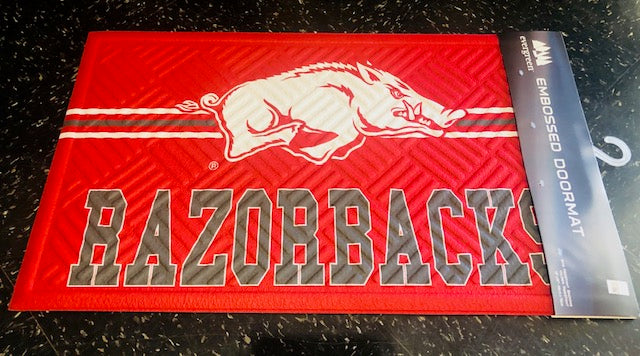 ®
RAZORBACKS
evergreen
EMBOSSED DOORMAT